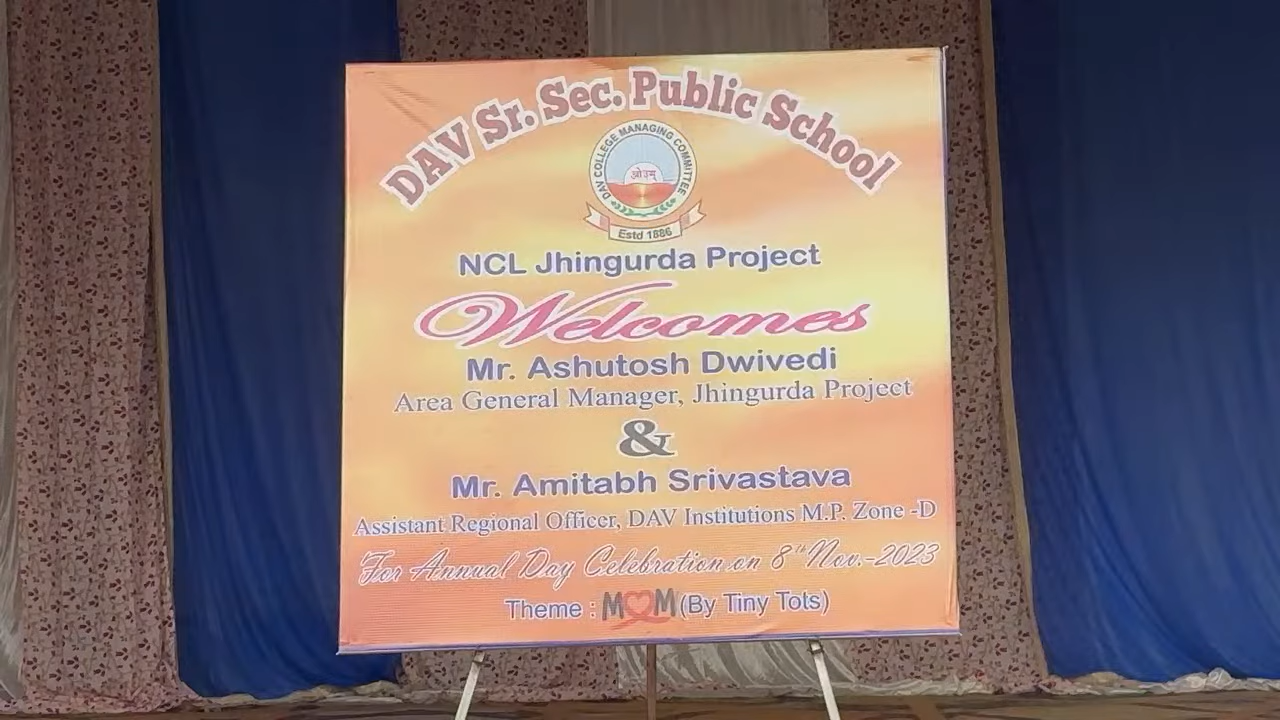 DAV Sr. Sec. Public School
DAV COLLEGE MANAGING COMMITTEE
ओ३म्
Estd 1886
NCL Jhingurda Project
Welcomes
Mr. Ashutosh Dwivedi
Area General Manager, Jhingurda Project
&
Mr. Amitabh Srivastava
Assistant Regional Officer, DAV Institutions M.P. Zone -D
For Annual Day Celebration on 8th Nov.-2023
Theme : MOM (By Tiny Tots)